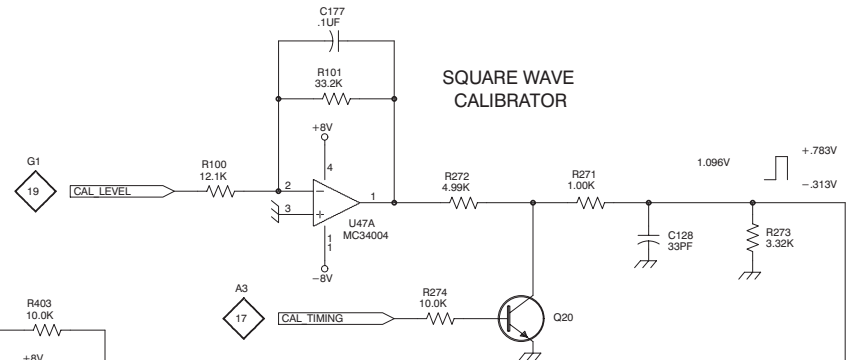 C177
.1UF
R101
33.2K
SQUARE WAVE
CALIBRATOR
+8V
4
G1
19
CAL_LEVEL
R100
12.1K
2
–
3
+
1
U47A
MC34004
1
1
–8V
R272
4.99K
R271
1.00K
1.096V
+.783V
–.313V
C128
33PF
R273
3.32K
A3
17
CAL_TIMING
R274
10.0K
Q20
R403
10.0K
+8V